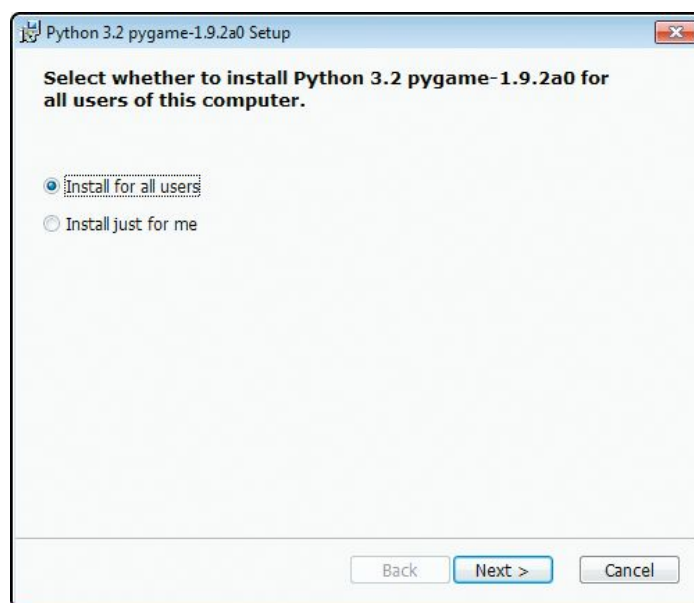 Python 3.2 pygame-1.9.2a0 Setup
Select whether to install Python 3.2 pygame-1.9.2a0 for
all users of this computer.
Install for all users
Install just for me
Back Next > Cancel